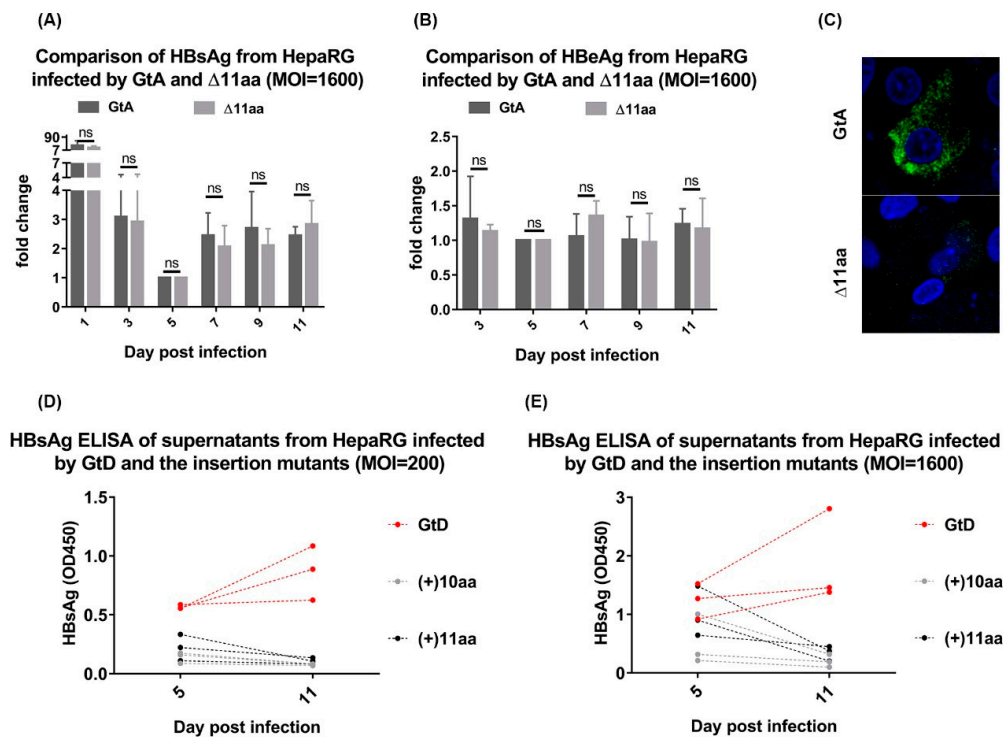 (A)
Comparison of HBsAg from HepaRG
infected by GtA and Δ11aa (MOI=1600)
GtA Δ11aa
fold change
90
7
7
4
4
3
2
1
0
ns ns ns ns ns ns
1 3 5 7 9 11
Day post infection
(B)
Comparison of HBeAg from HepaRG
infected by GtA and Δ11aa (MOI=1600)
GtA Δ11aa
fold change
2.5
2.0
1.5
1.0
0.5
0.0
ns ns ns ns ns
3 5 7 9 11
Day post infection
(C)
GtA
Δ11aa
(D)
HBsAg ELISA of supernatants from HepaRG infected
by GtD and the insertion mutants (MOI=200)
HBsAg (OD450)
1.5
1.0
0.5
0.0
5 11
Day post infection
GtD
(+)10aa
(+)11aa
(E)
HBsAg ELISA of supernatants from HepaRG infected
by GtD and the insertion mutants (MOI=1600)
HBsAg (OD450)
3
2
1
0
5 11
Day post infection
GtD
(+)10aa
(+)11aa